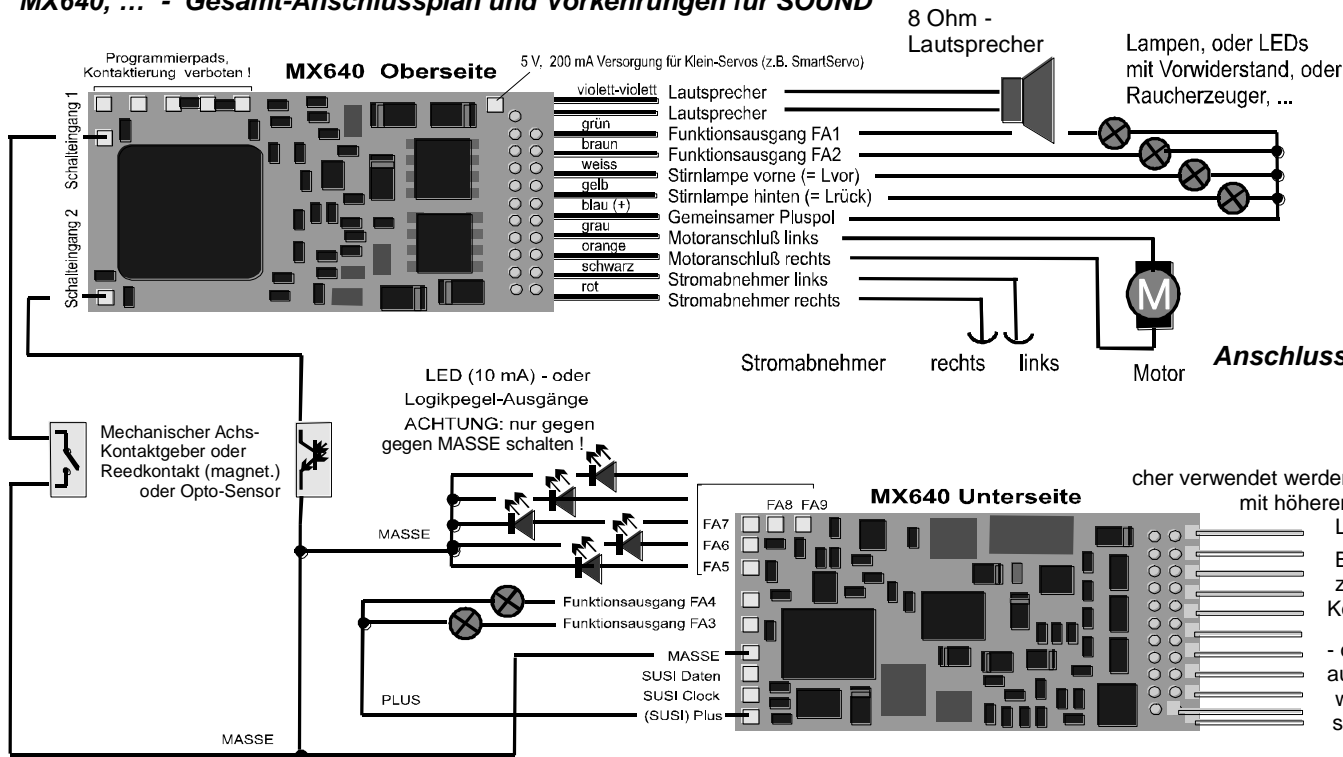 MX640, … - Gesamt-Anschlussplan und Vorkehrungen für SOUND
8 Ohm -
Lautsprecher
Lampen, oder LEDs
mit Vorwiderstand, oder
Raucherzeuger, ...
Programmierpads,
Kontaktierung verboten !
MX640 Oberseite
5 V, 200 mA Versorgung für Klein-Servos (z.B. SmartServo)
Schalteingang 1
Schalteingang 2
violett-violett Lautsprecher
Lautsprecher
grün Funktionsausgang FA1
braun Funktionsausgang FA2
weiss Stirnlampe vorne (= Lvor)
gelb Stirnlampe hinten (= Lrück)
blau (+) Gemeinsamer Pluspol
grau Motoranschluß links
orange Motoranschluß rechts
schwarz Stromabnehmer links
rot Stromabnehmer rechts
M
Stromabnehmer rechts links
Motor
Anschluss
LED (10 mA) - oder
Logikpegel-Ausgänge
ACHTUNG: nur gegen
gegen MASSE schalten !
Mechanischer Achs-
Kontaktgeber oder
Reedkontakt (magnet.)
oder Opto-Sensor
MASSE
FA8 FA9
FA7
FA6
FA5
MX640 Unterseite
cher verwendet werden
mit höherer
L
E
z
K
- 
au
w
s
Funktionsausgang FA4
Funktionsausgang FA3
MASSE
SUSI Daten
SUSI Clock
(SUSI) Plus
PLUS
MASSE